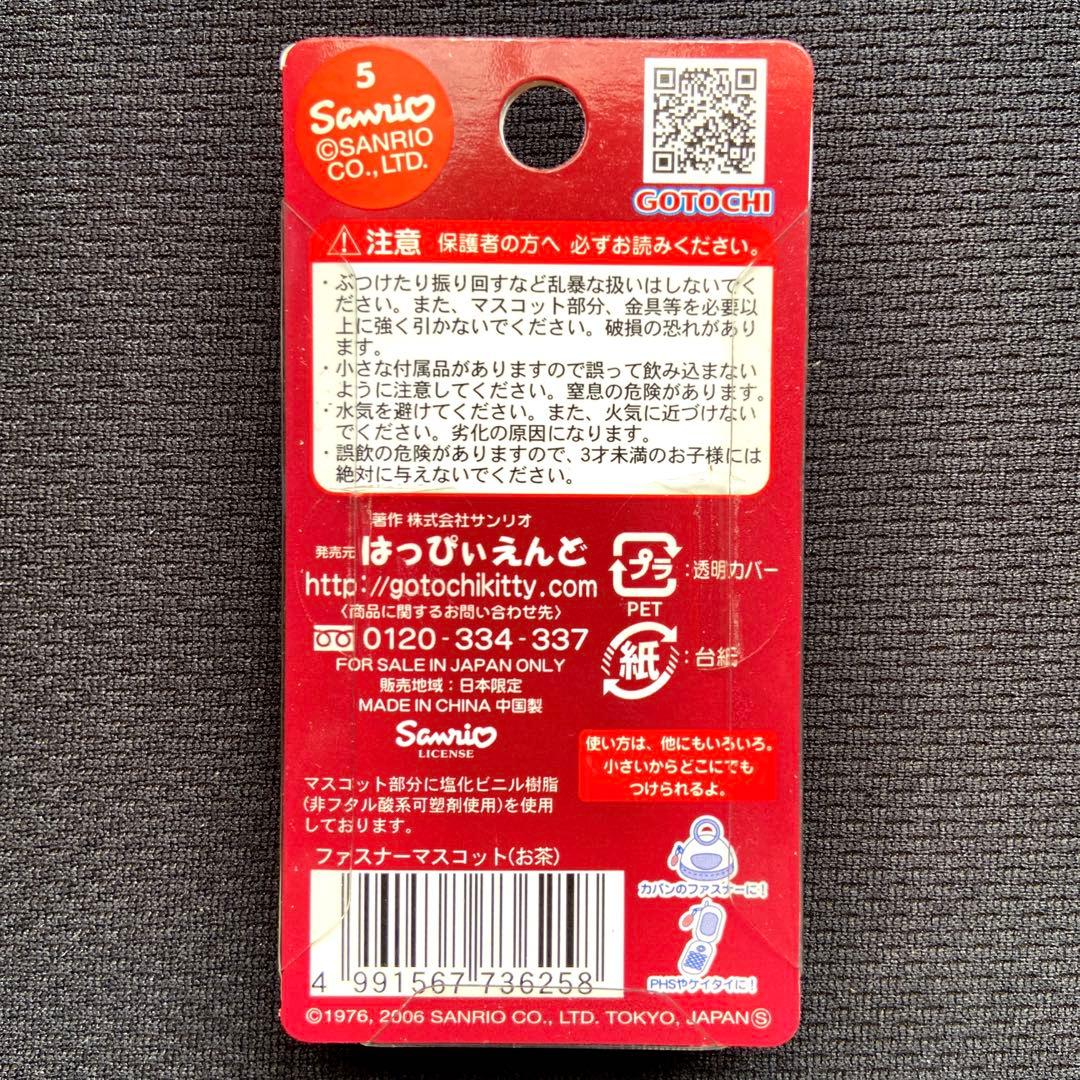 5
Sanrio
©SANRIO
CO., LTD.
GOTOCHI
注意 保護者の方へ 必ずお読みください。
・ぶつけたり振り回すなど乱暴な扱いはしないでく
ださい。また、マスコット部分、金具等を必要以
上に強く引かないでください。破損の恐れがあり
ます。
・小さな付属品がありますので誤って飲み込まない
ように注意してください。窒息の危険があります。
・水気を避けてください。また、火気に近づけない
でください。劣化の原因になります。
・誤飲の危険がありますので、3才未満のお子様には
絶対に与えないでください。
著作 株式会社サンリオ
発売元 はっぴぃえんど
http://gotochikitty.com
〈商品に関するお問い合わせ先〉
0120-334-337
FOR SALE IN JAPAN ONLY
販売地域:日本限定
MADE IN CHINA 中国製
Sanrio
LICENSE
プラ :透明カバー
PET
紙 :台紙
マスコット部分に塩化ビニル樹脂
(非フタル酸系可塑剤使用)を使用
しております。
ファスナーマスコット(お茶)
使い方は、他にもいろいろ。
小さいからどこにでも
つけられるよ。
カバンのファスナーに!
PHSやケイタイに!
4 991567 736258
©1976, 2006 SANRIO CO., LTD. TOKYO, JAPAN Ⓢ